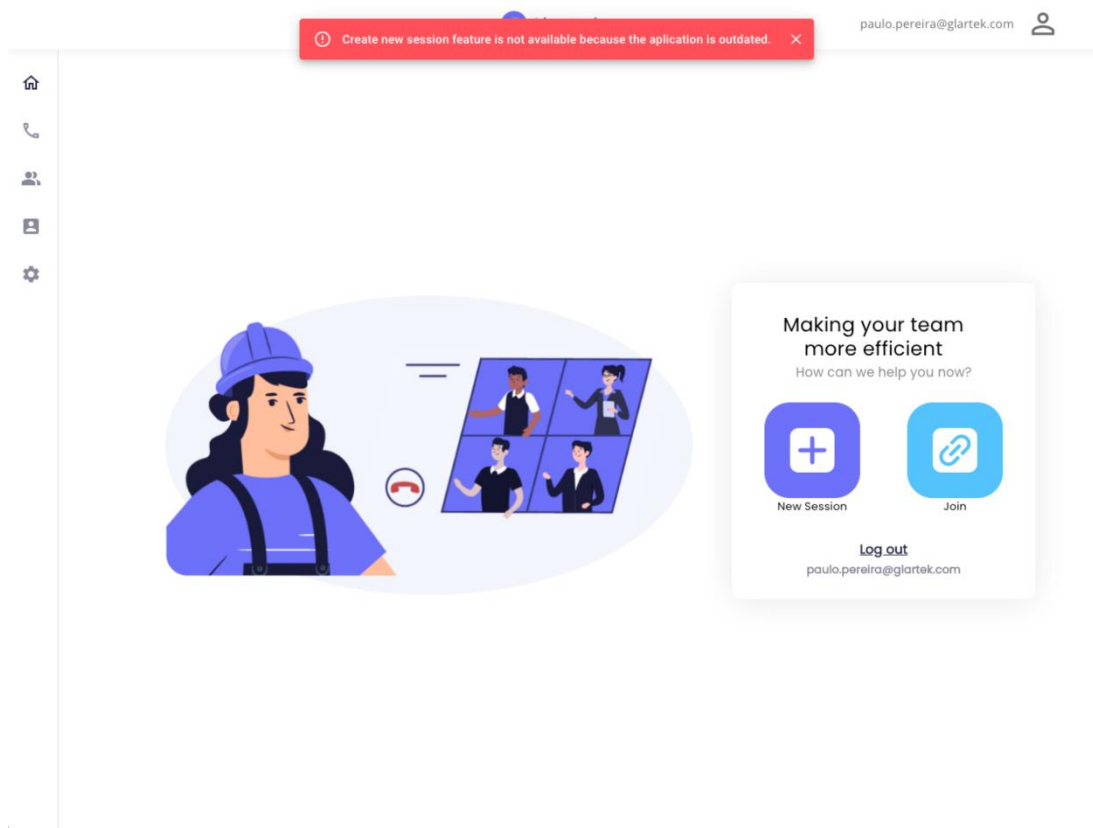 paulo.pereira@glartek.com
Create new session feature is not available because the aplication is outdated.
Making your team
more efficient
How can we help you now?
New Session
Join
Log out
paulo.pereira@glartek.com